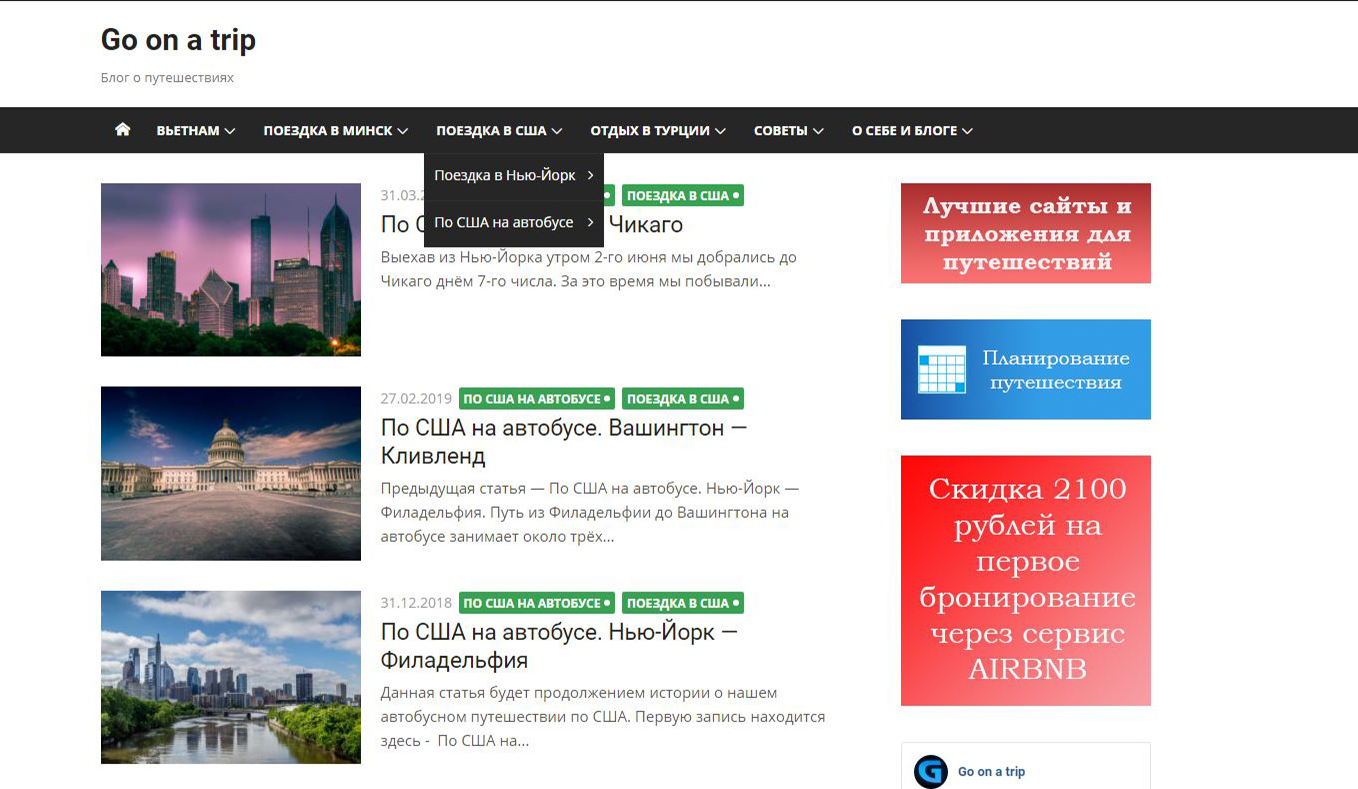 Go on a trip
Блог о путешествиях
ВЬЕТНАМ ПОЕЗДКА В МИНСК ПОЕЗДКА В США ОТДЫХ В ТУРЦИИ СОВЕТЫ О СЕБЕ И БЛОГЕ
Поездка в Нью-Йорк
По США на автобусе
31.03. ПОЕЗДКА В США
По Чикаго
Выехав из Нью-Йорка утром 2-го июня мы добрались до
Чикаго днём 7-го числа. За это время мы побывали...
27.02.2019 ПО США НА АВТОБУСЕ ПОЕЗДКА В США
По США на автобусе. Вашингтон —
Кливленд
Предыдущая статья — По США на автобусе. Нью-Йорк —
Филадельфия. Путь из Филадельфии до Вашингтона на
автобусе занимает около трёх...
31.12.2018 ПО США НА АВТОБУСЕ ПОЕЗДКА В США
По США на автобусе. Нью-Йорк —
Филадельфия
Данная статья будет продолжением истории о нашем
автобусном путешествии по США. Первую запись находится
здесь - По США на...
Лучшие сайты и
приложения для
путешествий
Планирование
путешествия
Скидка 2100
рублей на
первое
бронирование
через сервис
AIRBNB
G
Go on a trip